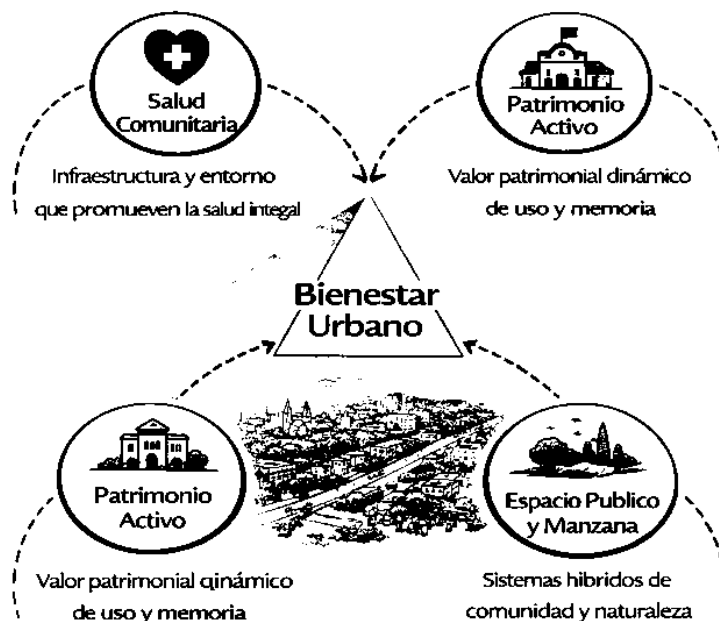 Salud
Comunitaria
Infraestructura y entorno
que promueven la salud integal
Patrimonio
Activo
Valor patrimonial dinámico
de uso y memoria
Bienestar
Urbano
Patrimonio
Activo
Valor patrimonial qinámico
de uso y memoria
Espacio Publico
y Manzana
Sistemas hibridos de
comunidad y naturaleza